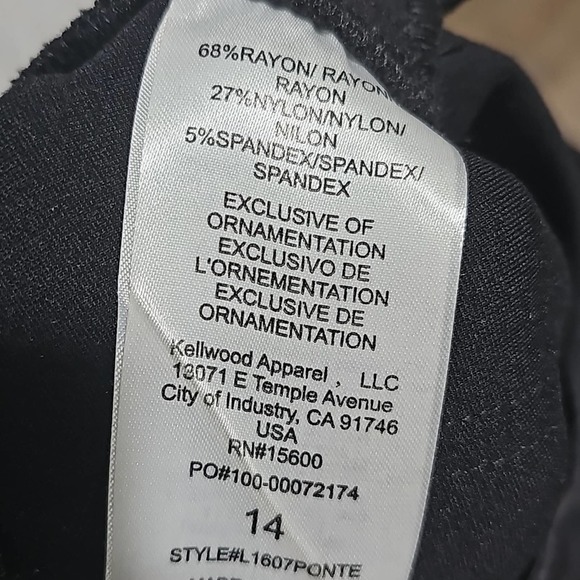 68%RAYON/ RAYON/
RAYON
27%NYLON/NYLON/
NILON
5%SPANDEX/SPANDEX/
SPANDEX
EXCLUSIVE OF
ORNAMENTATION
EXCLUSIVO DE
L'ORNEMENTATION
EXCLUSIVE DE
ORNAMENTATION
Kellwood Apparel , LLC
13071 E Temple Avenue
City of Industry, CA 91746
USA
RN#15600
PO#100-00072174
14
STYLE#L1607PONTE